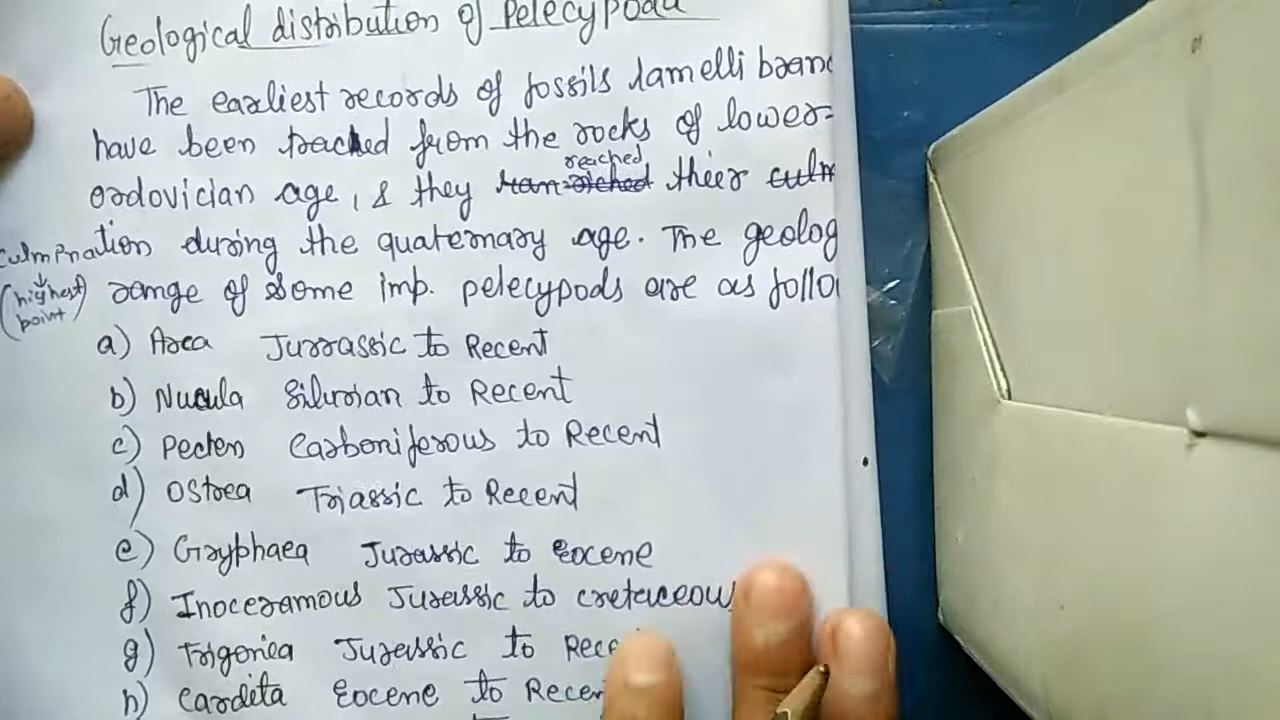 Geological distribution of Pelecypoda
The earliest records of fossils lamelli branc
have been tracked from the rocks of lower-
ordovician age, & they reached their culm
culmination during the quaternary age. The geolog
(highest point) range of some imp. pelecypods are as follo
a) Arca Jurrassic to Recent
b) Nucula Silurian to Recent
c) Pecten Carboniferous to Recent
d) Ostrea Triassic to Recent
e) Gryphaea Jurassic to Eocene
f) Inoceramous Jurassic to cretaceou
g) Trigonia Jurassic to Rece
h) Cardita Eocene to Recen